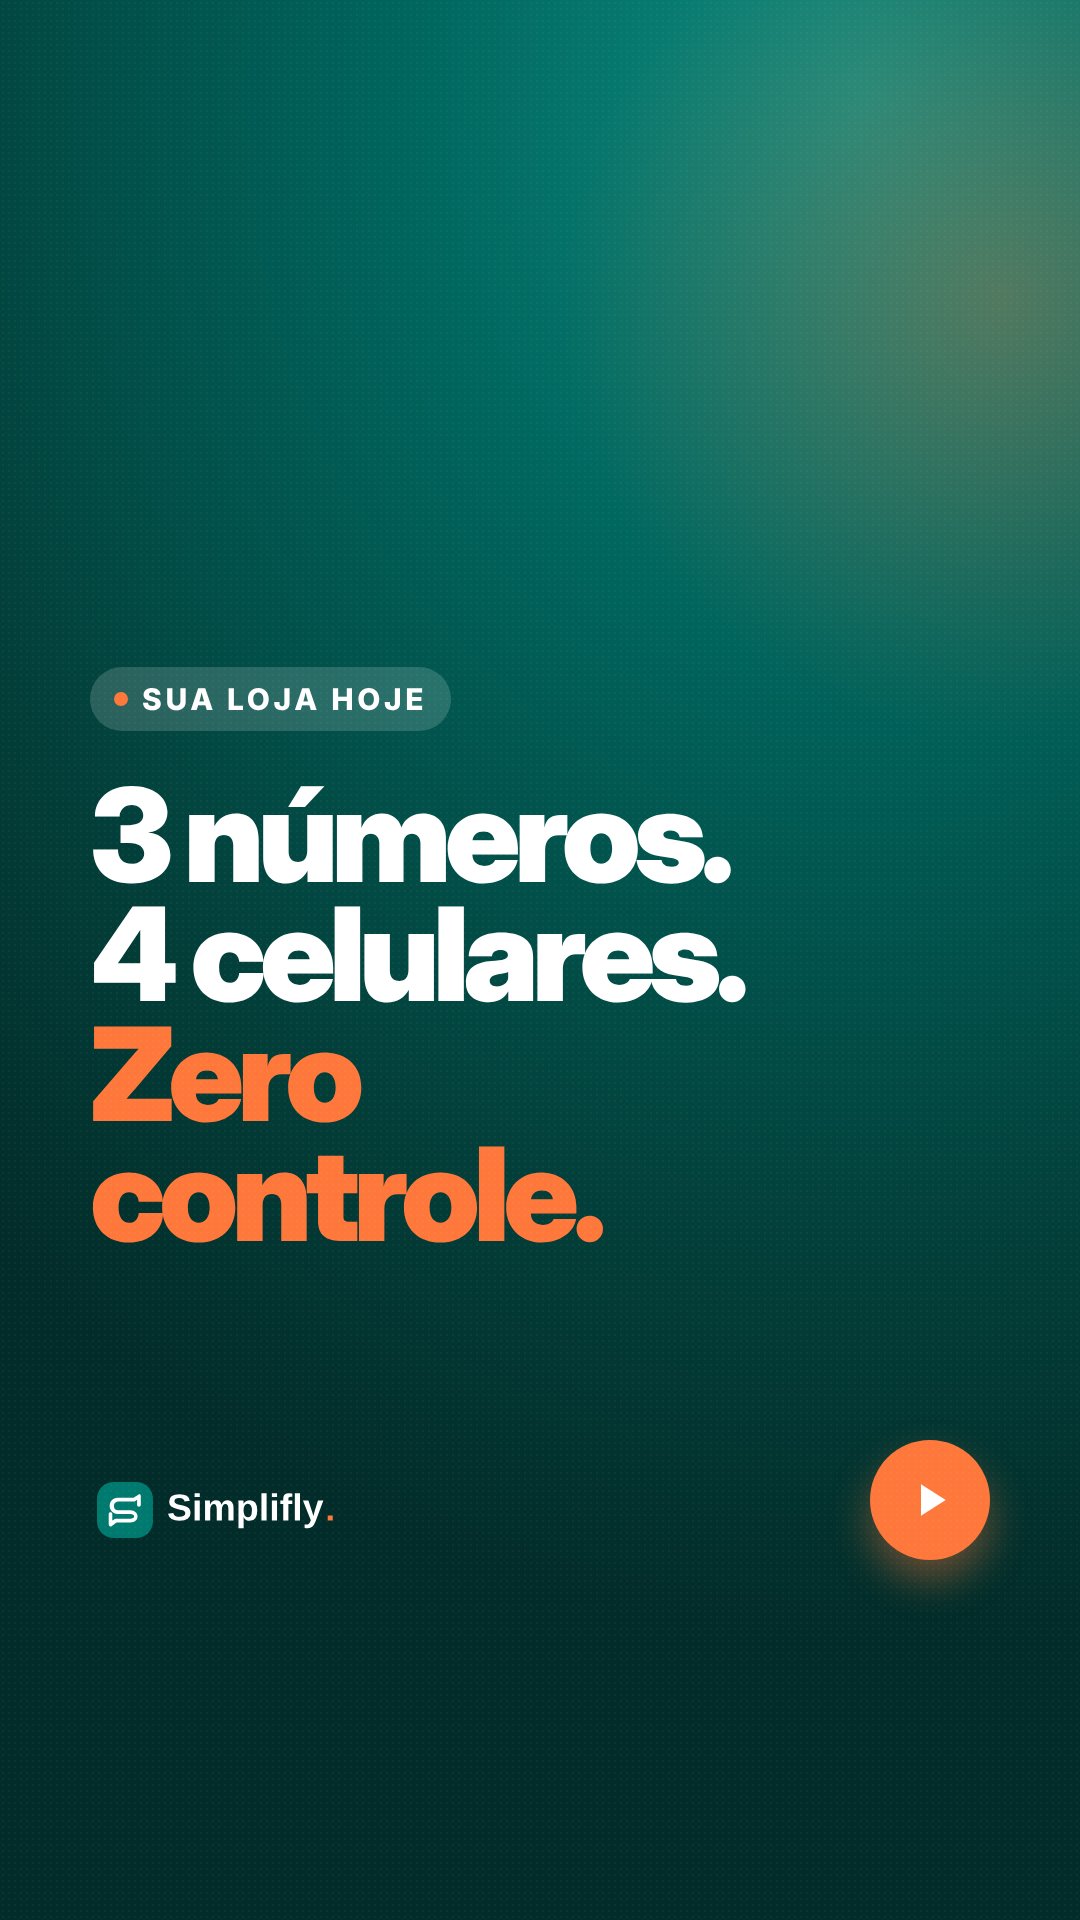 SUA LOJA HOJE
3 números.
4 celulares.
Zero
controle.
Simplifly.